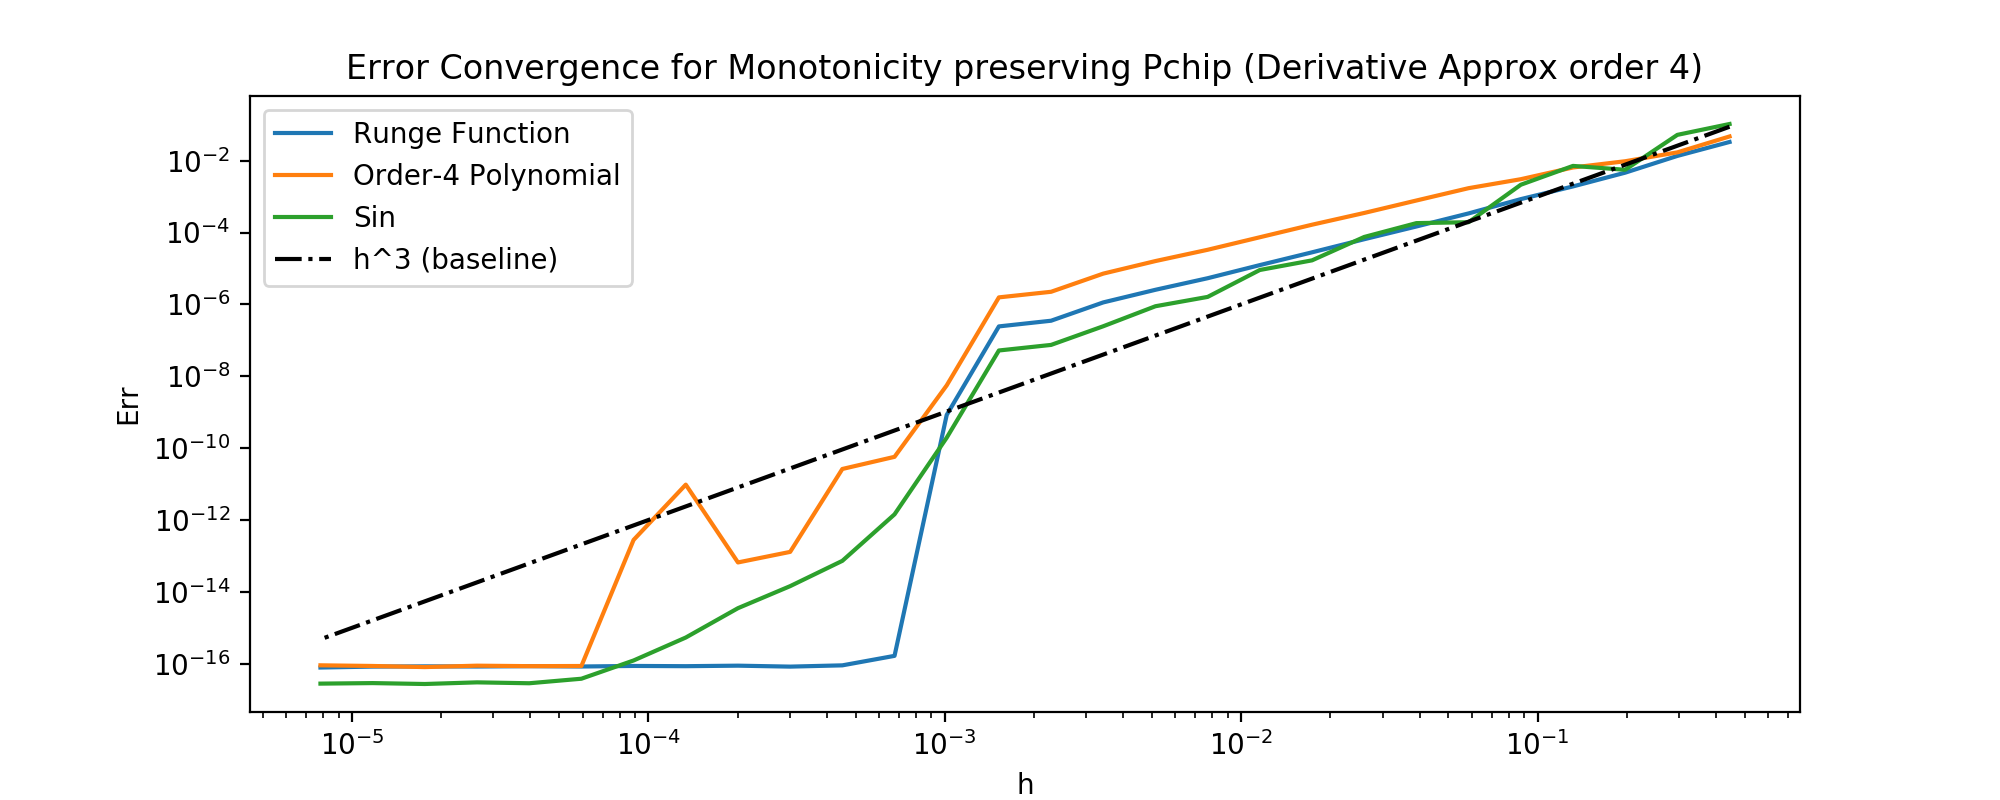 Error Convergence for Monotonicity preserving Pchip (Derivative Approx order 4)
Runge Function
Order-4 Polynomial
Sin
h^3 (baseline)
Err
10⁻²
10⁻⁴
10⁻⁶
10⁻⁸
10⁻¹⁰
10⁻¹²
10⁻¹⁴
10⁻¹⁶
10⁻⁵ 10⁻⁴ 10⁻³ 10⁻² 10⁻¹
h